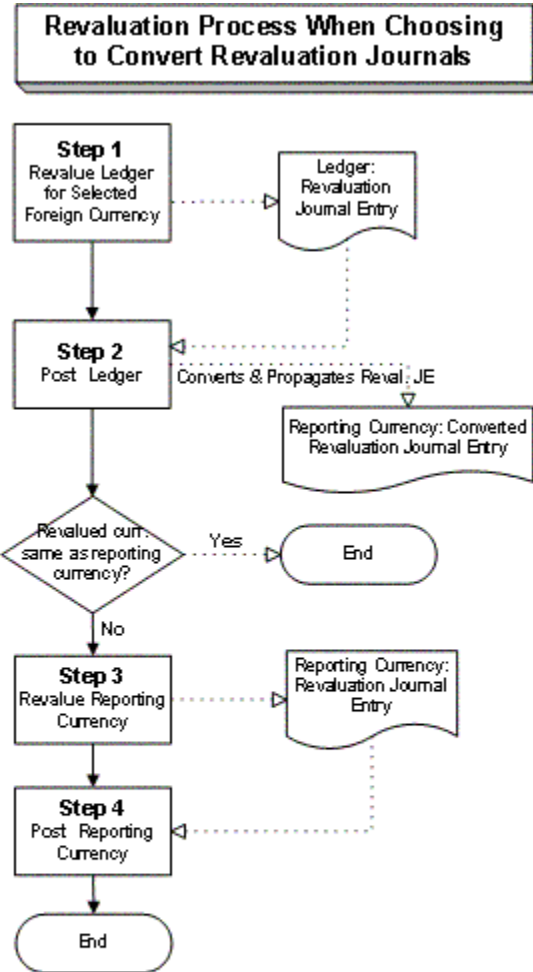 Revaluation Process When Choosing
to Convert Revaluation Journals
Step 1
Revalue Ledger
for Selected
Foreign Currency
Ledger:
Revaluation
Journal Entry
Step 2
Post Ledger
Converts & Propagates Reval. JE
Reporting Currency: Converted
Revaluation Journal Entry
Revalued curr.
same as reporting
currency?
Yes
End
No
Step 3
Revalue Reporting
Currency
Reporting Currency:
Revaluation Journal
Entry
Step 4
Post Reporting
Currency
End